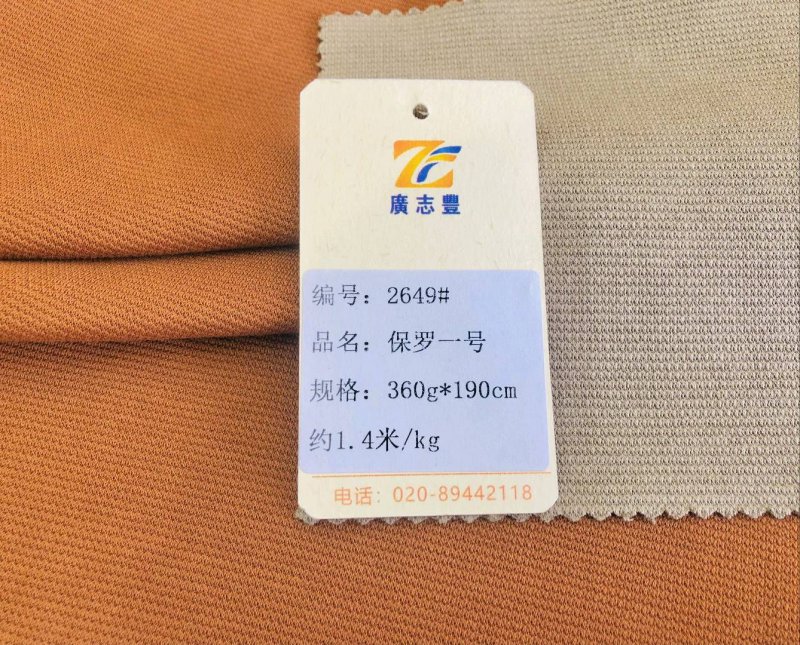 廣志豐
编号：2649#
品名：保罗一号
规格：360g*190cm
约1.4米/kg
电话：020-89442118